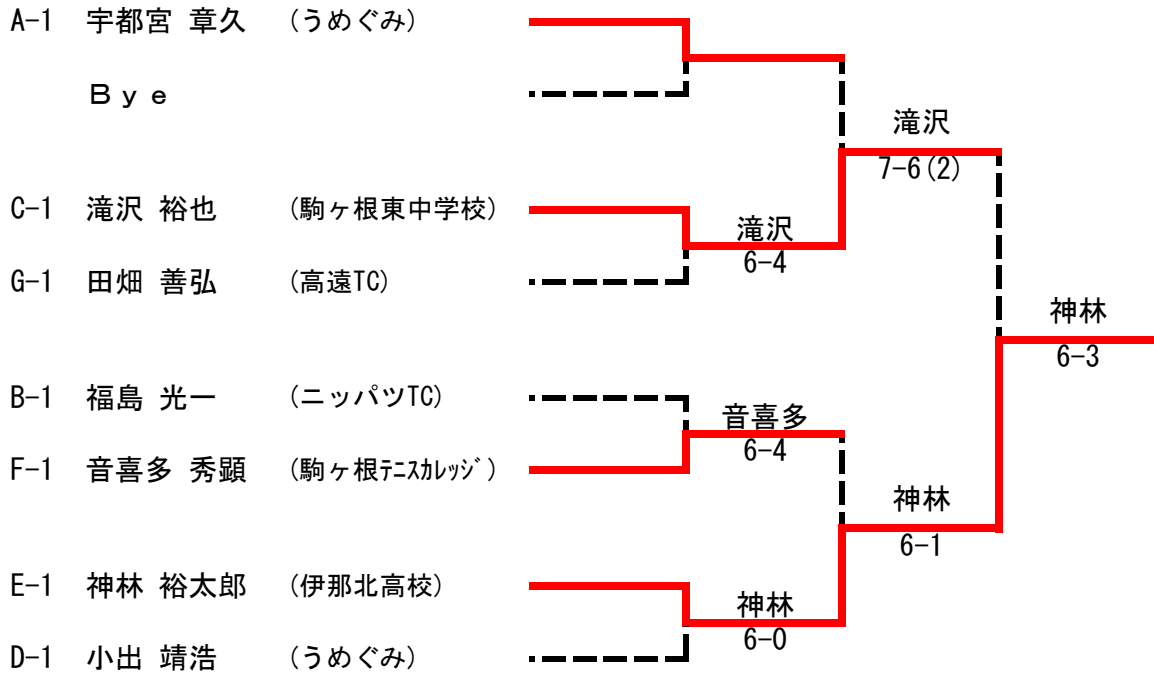 A-1 宇都宮 章久 (うめぐみ)
Ｂｙｅ
滝沢
7-6(2)
C-1 滝沢 裕也 (駒ヶ根東中学校)
滝沢
6-4
G-1 田畑 善弘 (高遠TC)
神林
6-3
B-1 福島 光一 (ニッパツTC)
音喜多
6-4
F-1 音喜多 秀顕 (駒ヶ根ﾃﾆｽｶﾚｯｼﾞ)
神林
6-1
E-1 神林 裕太郎 (伊那北高校)
神林
6-0
D-1 小出 靖浩 (うめぐみ)